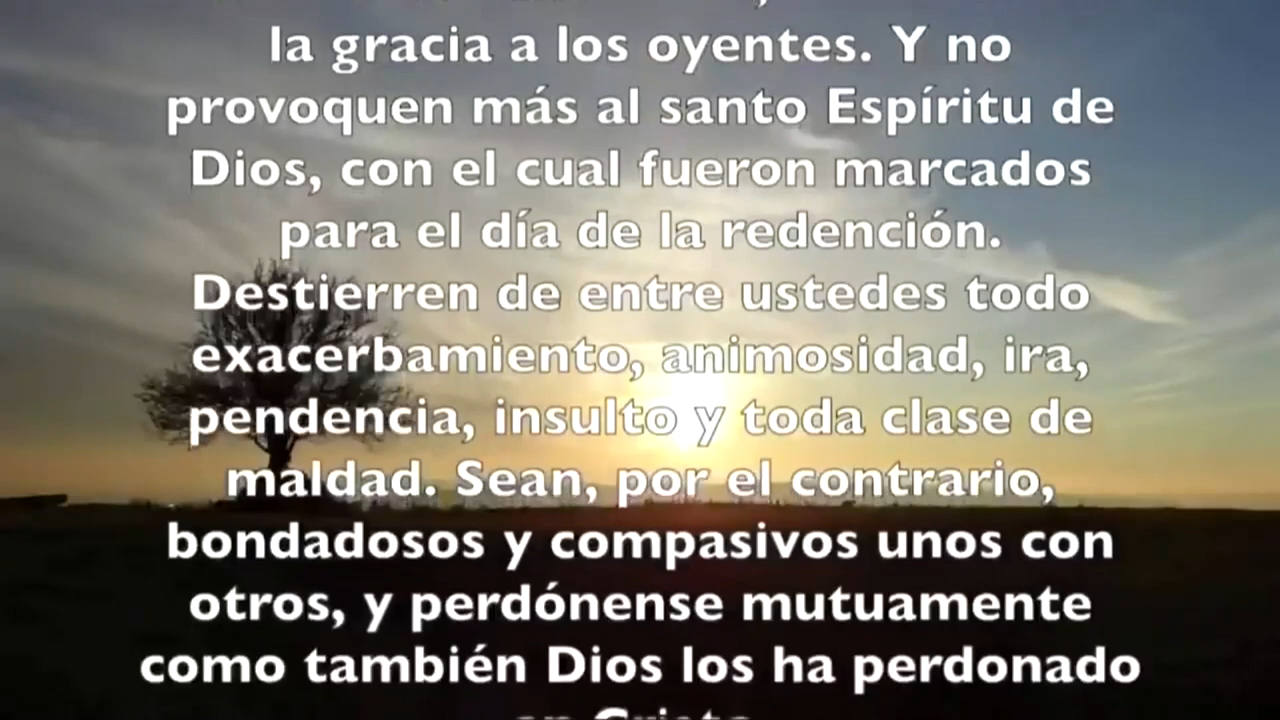 la gracia a los oyentes. Y no
provoquen más al santo Espíritu de
Dios, con el cual fueron marcados
para el día de la redención.
Destierren de entre ustedes todo
exacerbamiento, animosidad, ira,
pendencia, insulto y toda clase de
maldad. Sean, por el contrario,
bondadosos y compasivos unos con
otros, y perdónense mutuamente
como también Dios los ha perdonado